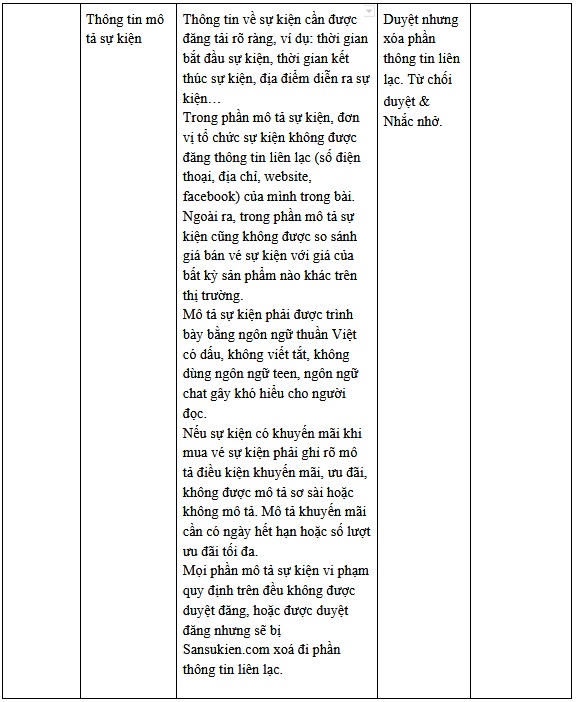 Thông tin mô
tả sự kiện
Thông tin về sự kiện cần được
đăng tải rõ ràng, ví dụ: thời gian
bắt đầu sự kiện, thời gian kết
thúc sự kiện, địa điểm diễn ra sự
kiện…
Trong phần mô tả sự kiện, đơn
vị tổ chức sự kiện không được
đăng thông tin liên lạc (số điện
thoại, địa chỉ, website,
facebook) của mình trong bài.
Ngoài ra, trong phần mô tả sự
kiện cũng không được so sánh
giá bán vé sự kiện với giá của
bất kỳ sản phẩm nào khác trên
thị trường.
Mô tả sự kiện phải được trình
bày bằng ngôn ngữ thuần Việt
có dấu, không viết tắt, không
dùng ngôn ngữ teen, ngôn ngữ
chat gây khó hiểu cho người
đọc.
Nếu sự kiện có khuyến mãi khi
mua vé sự kiện phải ghi rõ mô
tả điều kiện khuyến mãi, ưu đãi,
không được mô tả sơ sài hoặc
không mô tả. Mô tả khuyến mãi
cần có ngày hết hạn hoặc số lượt
ưu đãi tối đa.
Mọi phần mô tả sự kiện vi phạm
quy định trên đều không được
duyệt đăng, hoặc được duyệt
đăng nhưng sẽ bị
Sansukien.com xoá đi phần
thông tin liên lạc.
Duyệt nhưng
xóa phần
thông tin liên
lạc. Từ chối
duyệt &
Nhắc nhở.